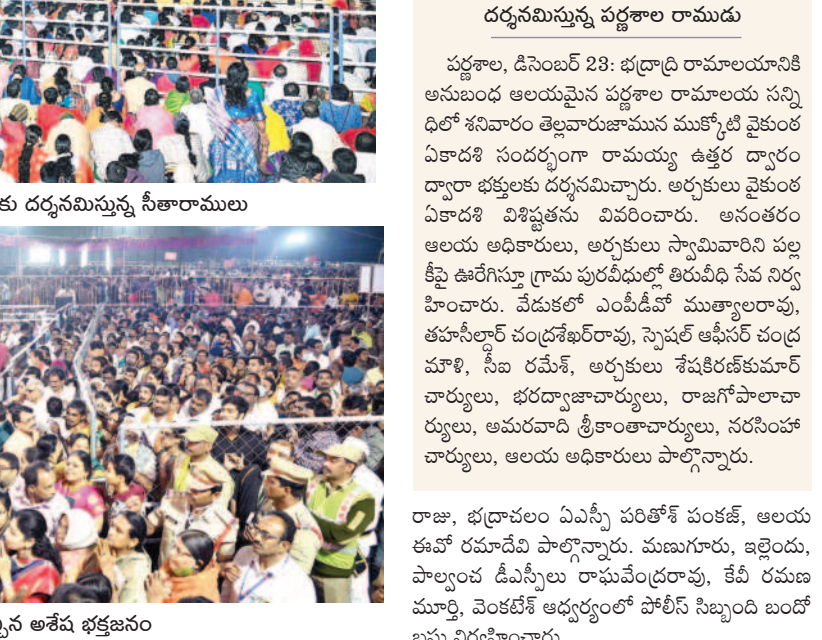 కు దర్శనమిస్తున్న సీతారాములు
న అశేష భక్తజనం
దర్శనమిస్తున్న పర్ణశాల రాముడు
పర్ణశాల, డిసెంబర్ 23: భద్రాద్రి రామాలయానికి
అనుబంధ ఆలయమైన పర్ణశాల రామాలయ సన్ని
ధిలో శనివారం తెల్లవారుజామున ముక్కోటి వైకుంఠ
ఏకాదశి సందర్భంగా రామయ్య ఉత్తర ద్వారం
ద్వారా భక్తులకు దర్శనమిచ్చారు. అర్చకులు వైకుంఠ
ఏకాదశి విశిష్టతను వివరించారు. అనంతరం
ఆలయ అధికారులు, అర్చకులు స్వామివారిని పల్ల
కీపై ఊరేగిస్తూ గ్రామ పురవీధుల్లో తిరువీధి సేవ నిర్వ
హించారు. వేడుకలో ఎంపీడీవో ముత్యాలరావు,
తహసీల్దార్ చంద్రశేఖర్‌రావు, స్పెషల్ ఆఫీసర్ చంద్ర
మౌళి, సీఐ రమేశ్, అర్చకులు శేషకిరణ్‌కుమార్
చార్యులు, భరద్వాజాచార్యులు, రాజగోపాలాచా
ర్యులు, అమరవాది శ్రీకాంతాచార్యులు, నరసింహా
చార్యులు, ఆలయ అధికారులు పాల్గొన్నారు.
రాజు, భద్రాచలం ఏఎస్పీ పరితోశ్ పంకజ్, ఆలయ
ఈవో రమాదేవి పాల్గొన్నారు. మణుగూరు, ఇల్లెందు,
పాల్వంచ డీఎస్పీలు రాఘవేంద్రరావు, కేవీ రమణ
మూర్తి, వెంకటేశ్ ఆధ్వర్యంలో పోలీస్ సిబ్బంది బందో